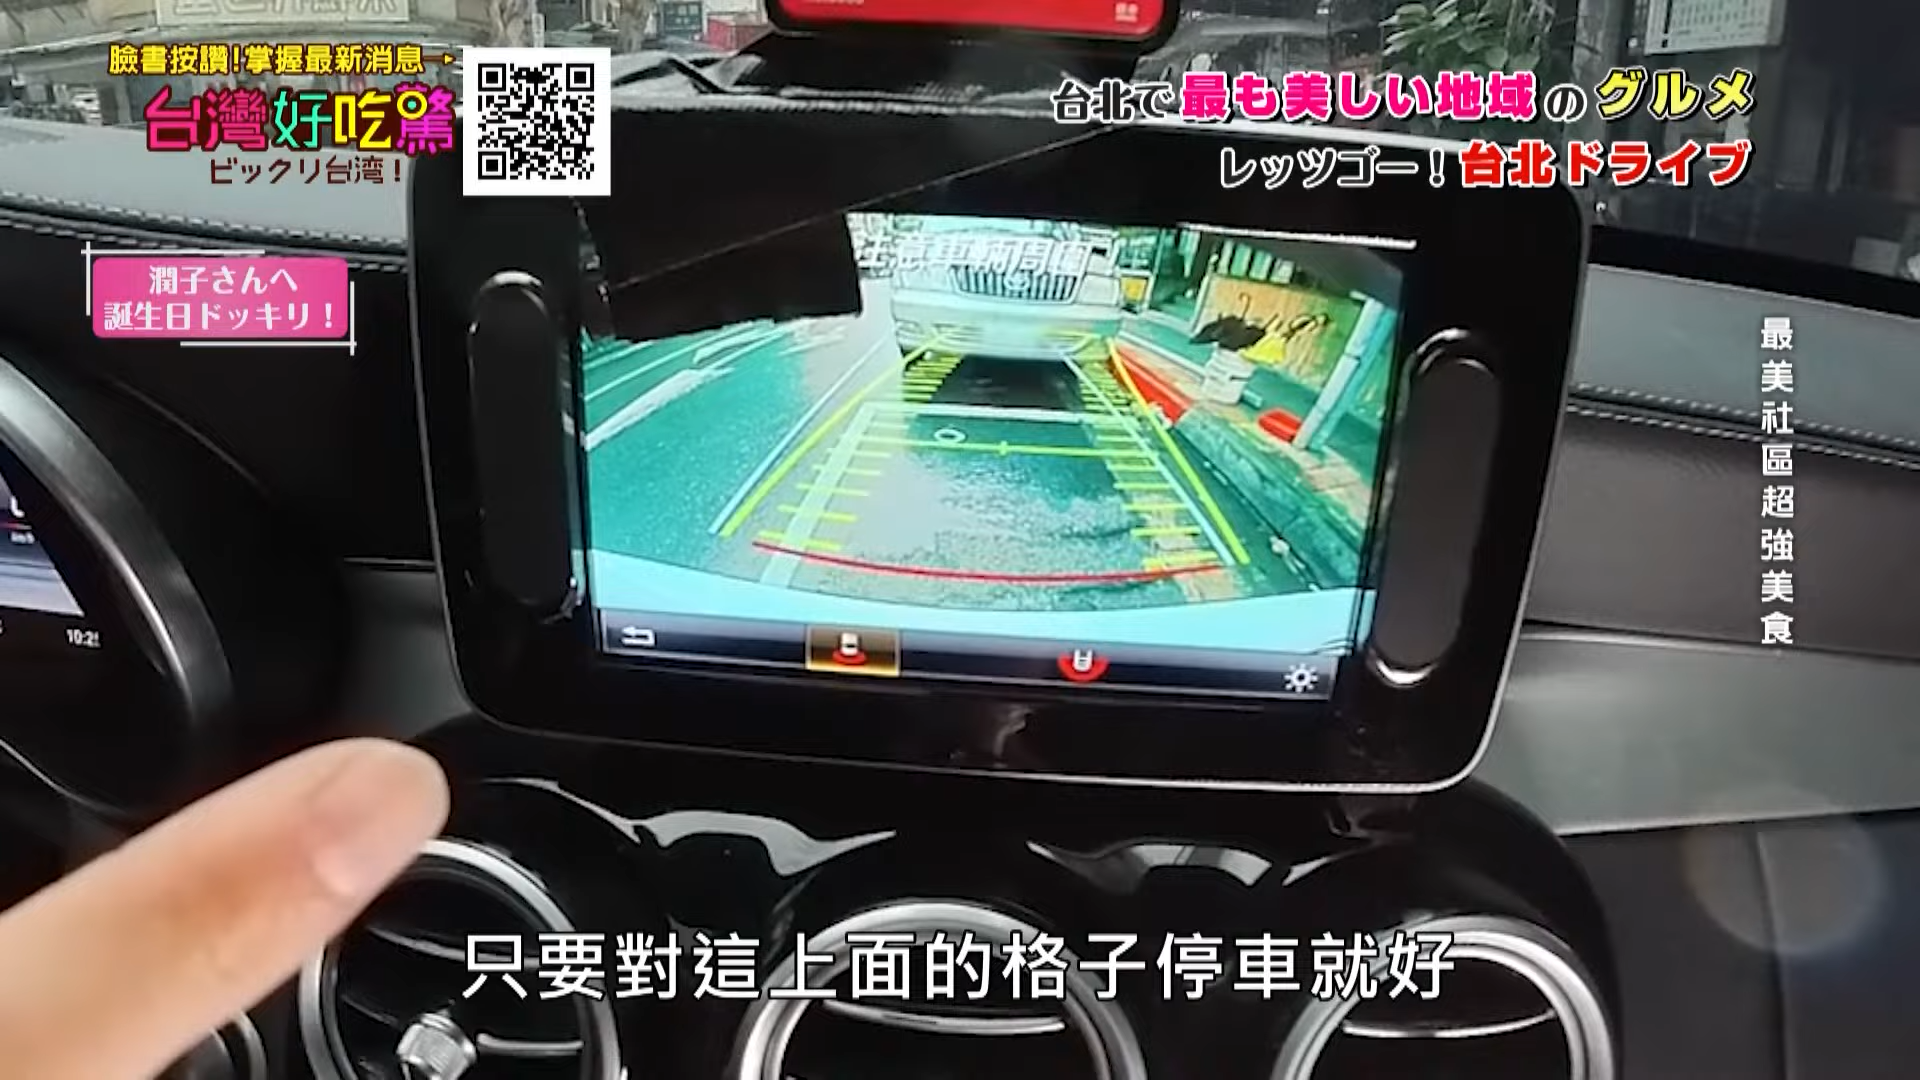 臉書按讚!掌握最新消息→
台灣好吃驚
ビックリ台湾！
台北で最も美しい地域のグルメ
レッツゴー！台北ドライブ
潤子さんへ
誕生日ドッキリ！
注意車輛周圍
最美社區超強美食
10:2
只要對這上面的格子停車就好